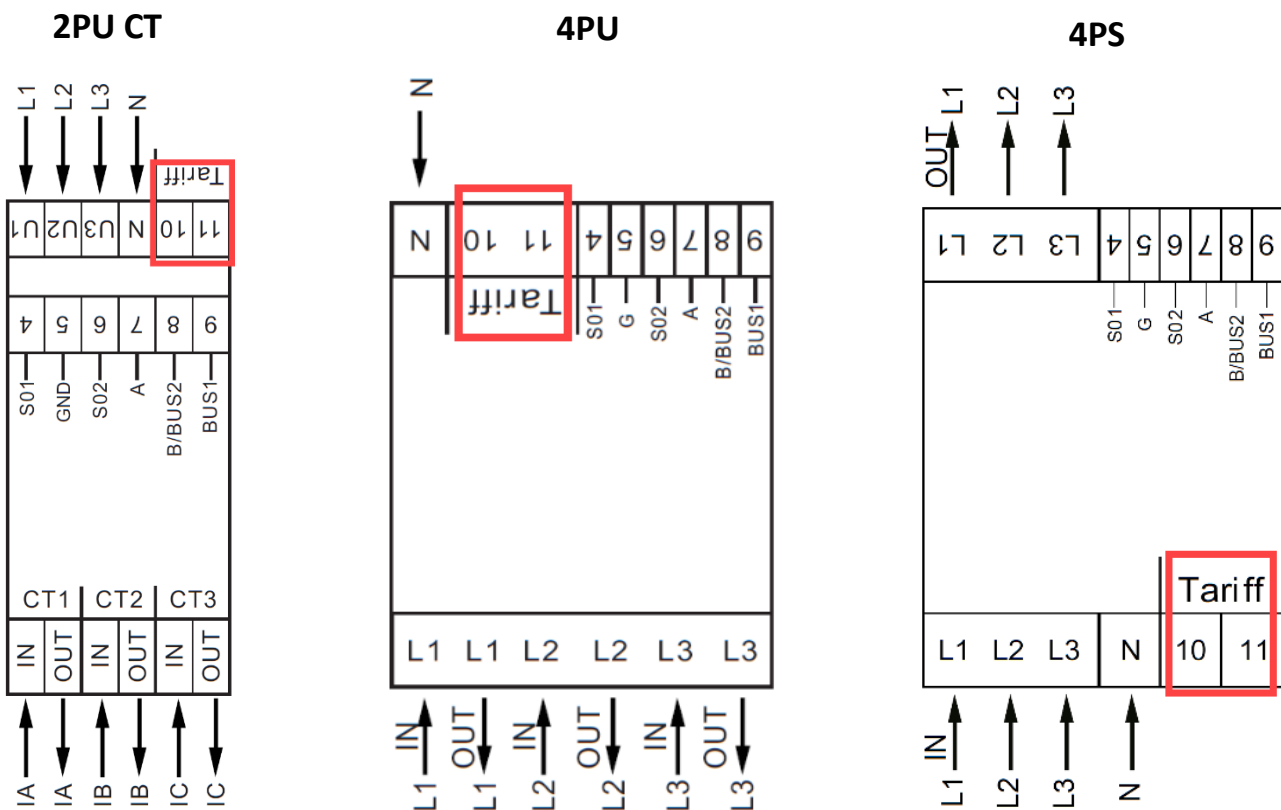 2PU CT
L1 L2 L3 N
Tariff
U1 U2 U3 N 10 11
4 5 6 7 8 9
S01 GND S02 A B/BUS2 BUS1
CT1 CT2 CT3
IN OUT IN OUT IN OUT
IA IA IB IB IC IC
4PU
N
N 10 11 4 5 6 7 8 9
Tariff
S01 G S02 A B/BUS2 BUS1
L1 L1 L2 L2 L3 L3
IN OUT IN OUT IN OUT
L1 L1 L2 L2 L3 L3
4PS
OUT L1 L2 L3
L1 L2 L3 4 5 6 7 8 9
S01 G S02 A B/BUS2 BUS1
Tariff
L1 L2 L3 N 10 11
IN
L1 L2 L3 N